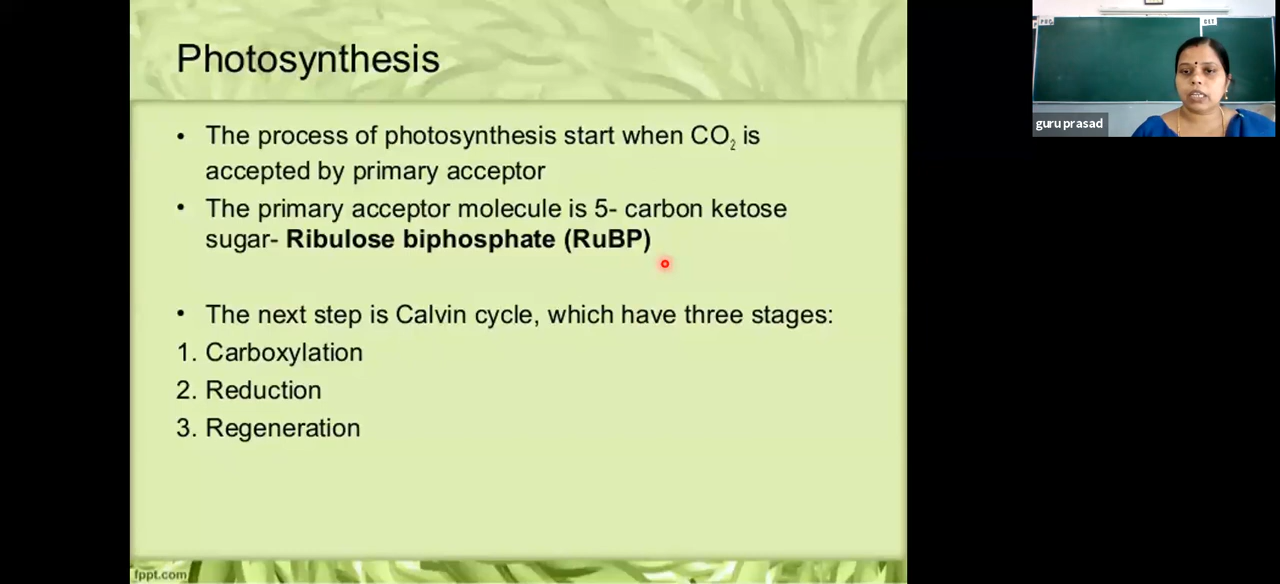 Photosynthesis
• The process of photosynthesis start when CO₂ is
accepted by primary acceptor
• The primary acceptor molecule is 5- carbon ketose
sugar- Ribulose biphosphate (RuBP)
• The next step is Calvin cycle, which have three stages:
1. Carboxylation
2. Reduction
3. Regeneration
fppt.com
guru prasad